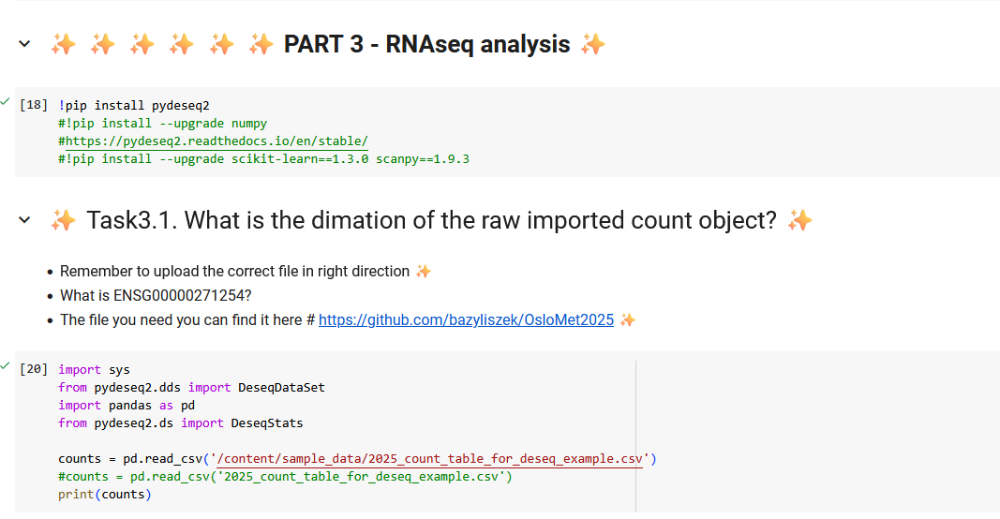 PART 3 - RNAseq analysis
[18] !pip install pydeseq2
#!pip install --upgrade numpy
#https://pydeseq2.readthedocs.io/en/stable/
#!pip install --upgrade scikit-learn==1.3.0 scanpy==1.9.3
Task3.1. What is the dimation of the raw imported count object?
• Remember to upload the correct file in right direction
• What is ENSG00000271254?
• The file you need you can find it here # https://github.com/bazyliszek/OsloMet2025
[20] import sys
from pydeseq2.dds import DeseqDataSet
import pandas as pd
from pydeseq2.ds import DeseqStats
counts = pd.read_csv('/content/sample_data/2025_count_table_for_deseq_example.csv')
#counts = pd.read_csv('2025_count_table_for_deseq_example.csv')
print(counts)